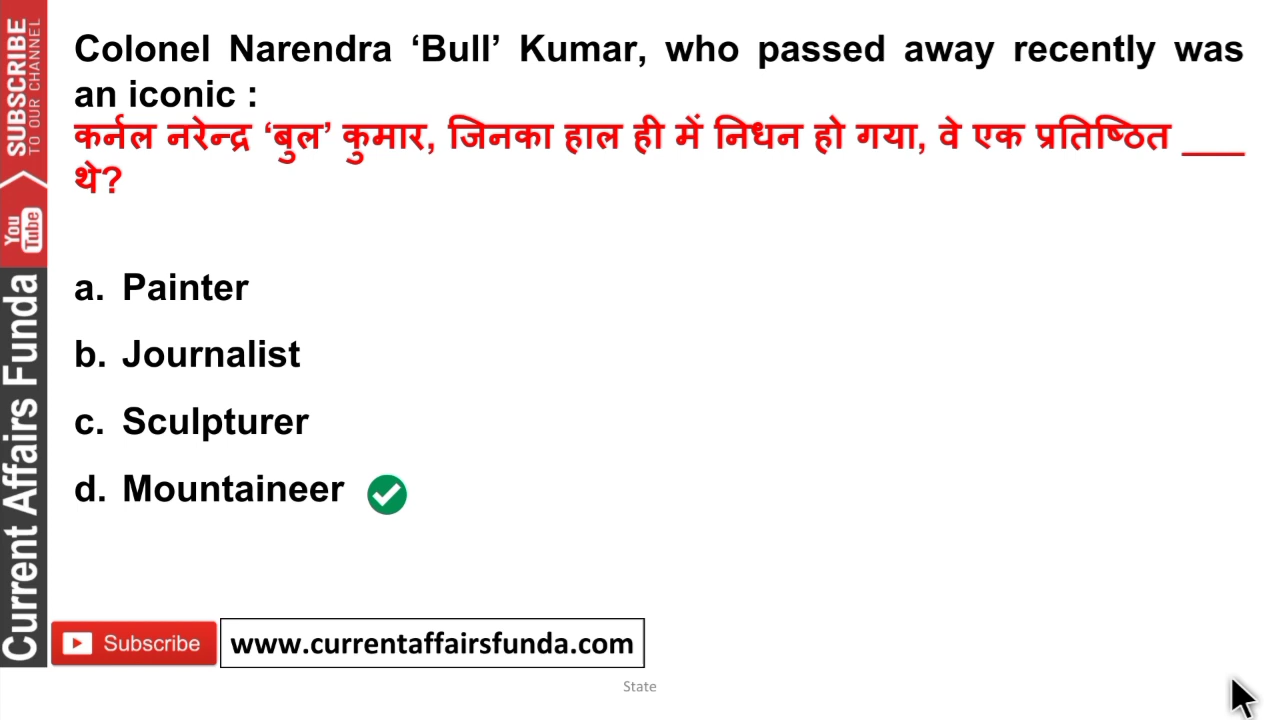 Colonel Narendra ‘Bull’ Kumar, who passed away recently was
an iconic :
कर्नल नरेन्द्र ‘बुल’ कुमार, जिनका हाल ही में निधन हो गया, वे एक प्रतिष्ठित ___
थे?
a. Painter
b. Journalist
c. Sculpturer
d. Mountaineer
SUBSCRIBE
TO OUR CHANNEL
You
Tube
Current Affairs Funda
Subscribe
www.currentaffairsfunda.com
State